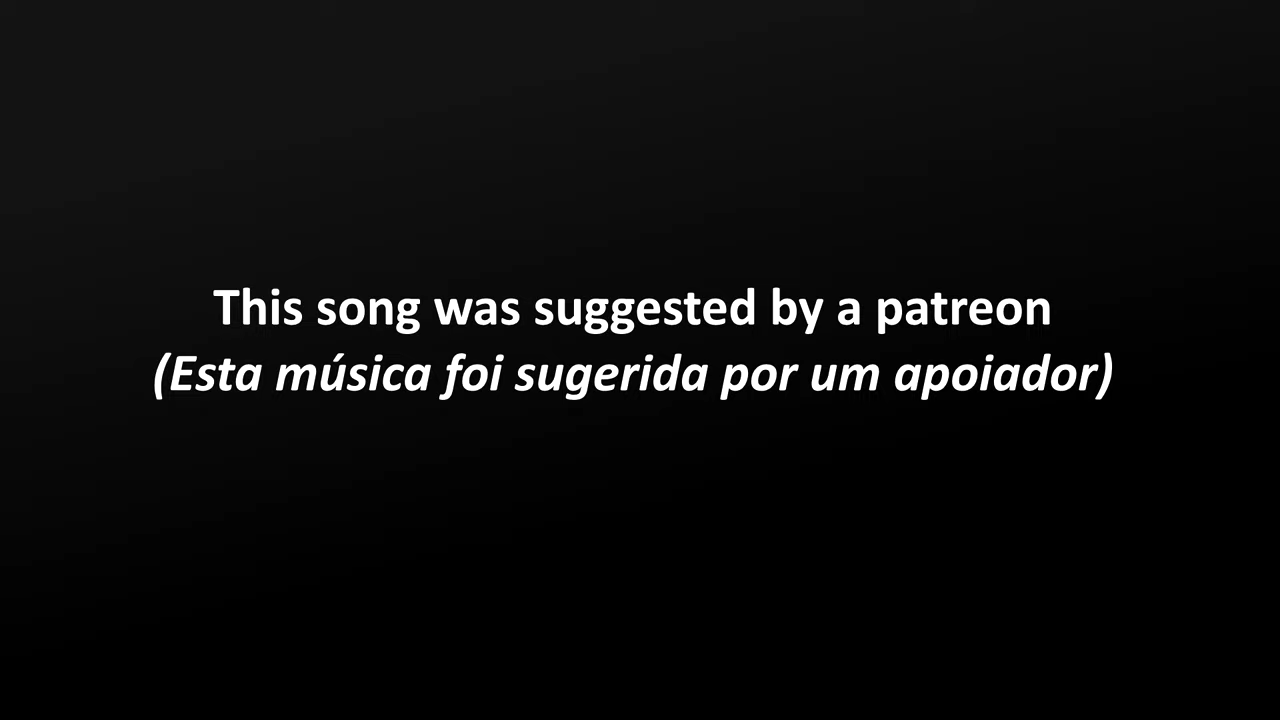 This song was suggested by a patreon
(Esta música foi sugerida por um apoiador)